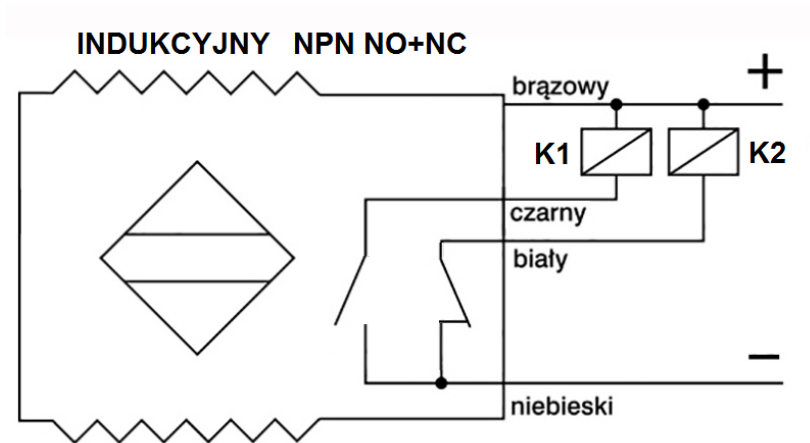 INDUKCYJNY NPN NO+NC
brązowy
+
K1
K2
czarny
biały
–
niebieski